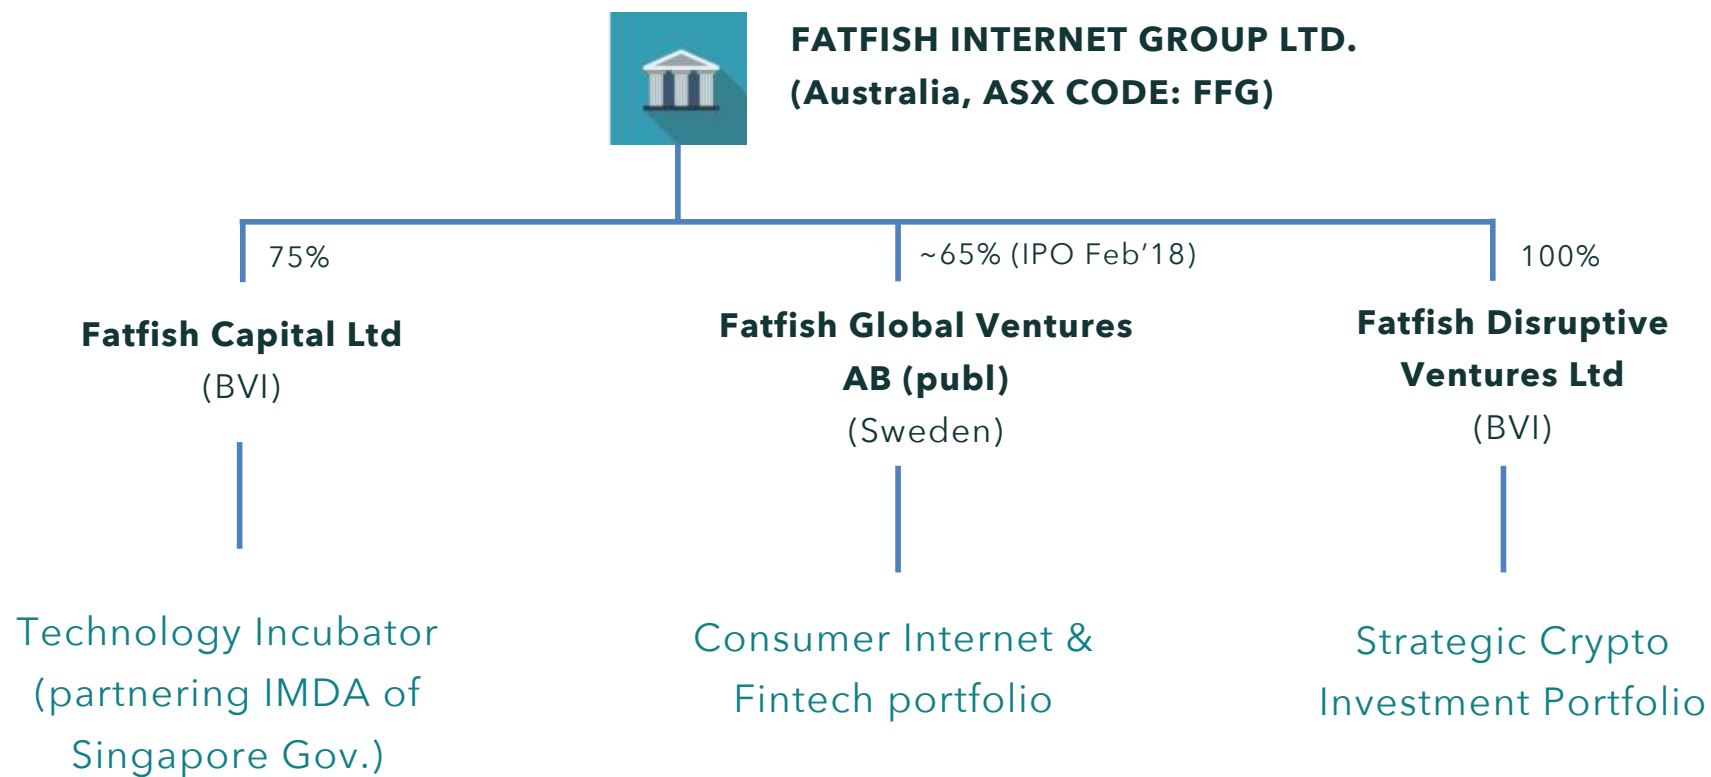 FATFISH INTERNET GROUP LTD.
(Australia, ASX CODE: FFG)
75%
~65% (IPO Feb’18)
100%
Fatfish Capital Ltd
(BVI)
Fatfish Global Ventures
AB (publ)
(Sweden)
Fatfish Disruptive
Ventures Ltd
(BVI)
Technology Incubator
(partnering IMDA of
Singapore Gov.)
Consumer Internet &
Fintech portfolio
Strategic Crypto
Investment Portfolio